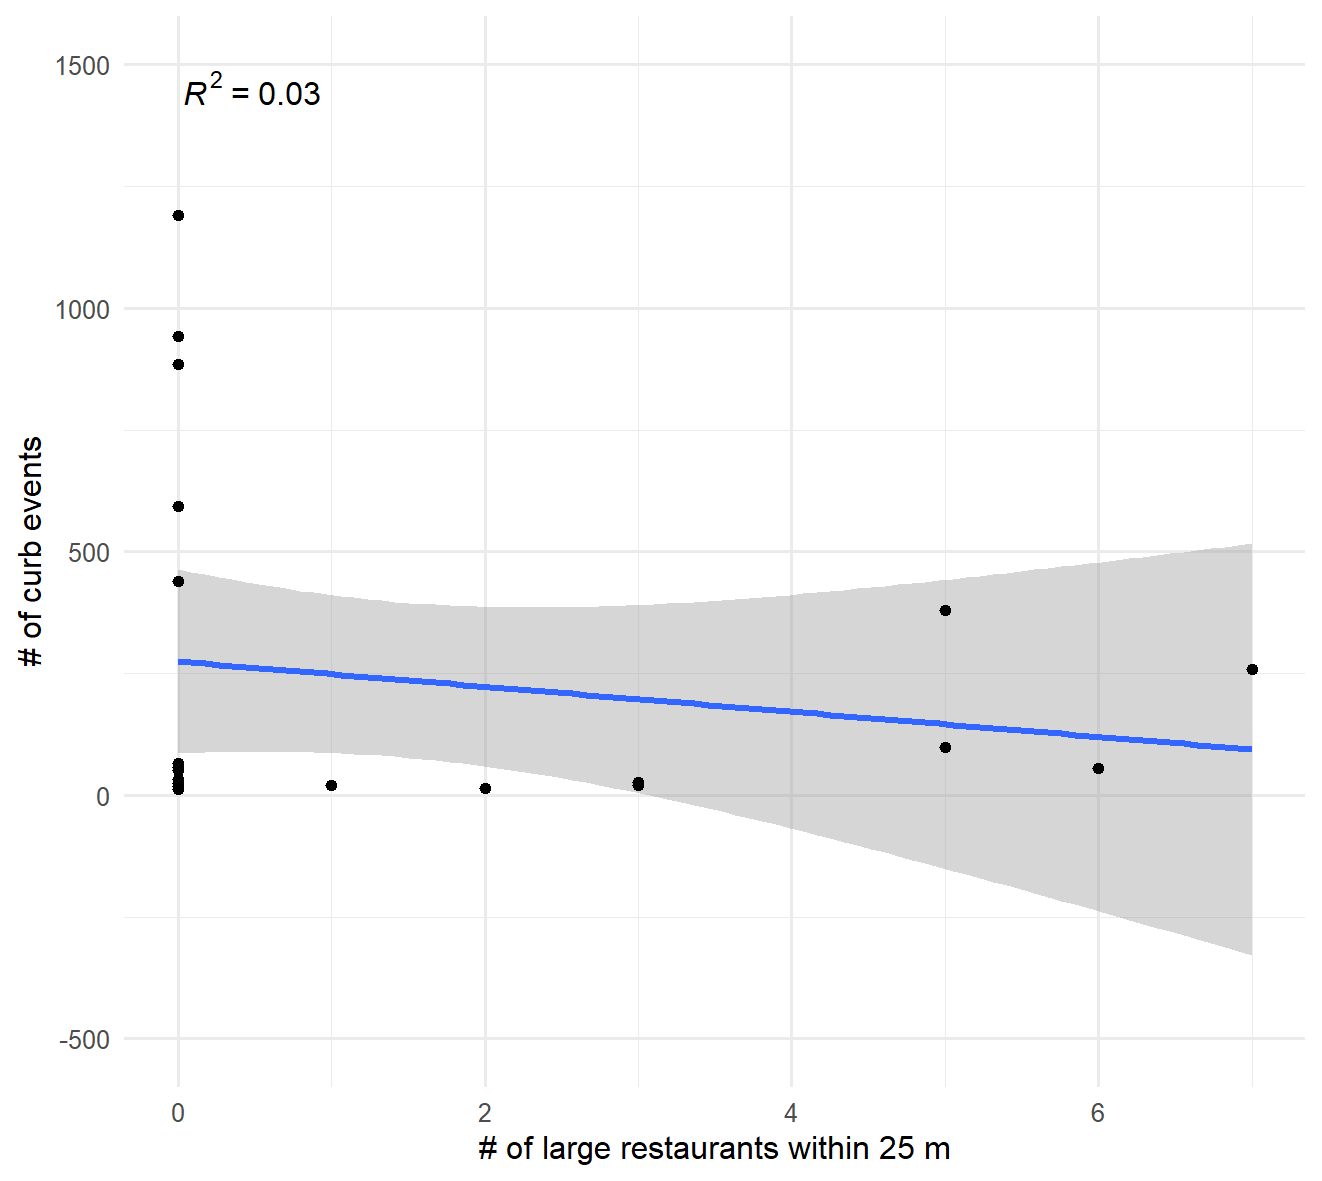 1500
R² = 0.03
1000
500
0
-500
# of curb events
0 2 4 6
# of large restaurants within 25 m